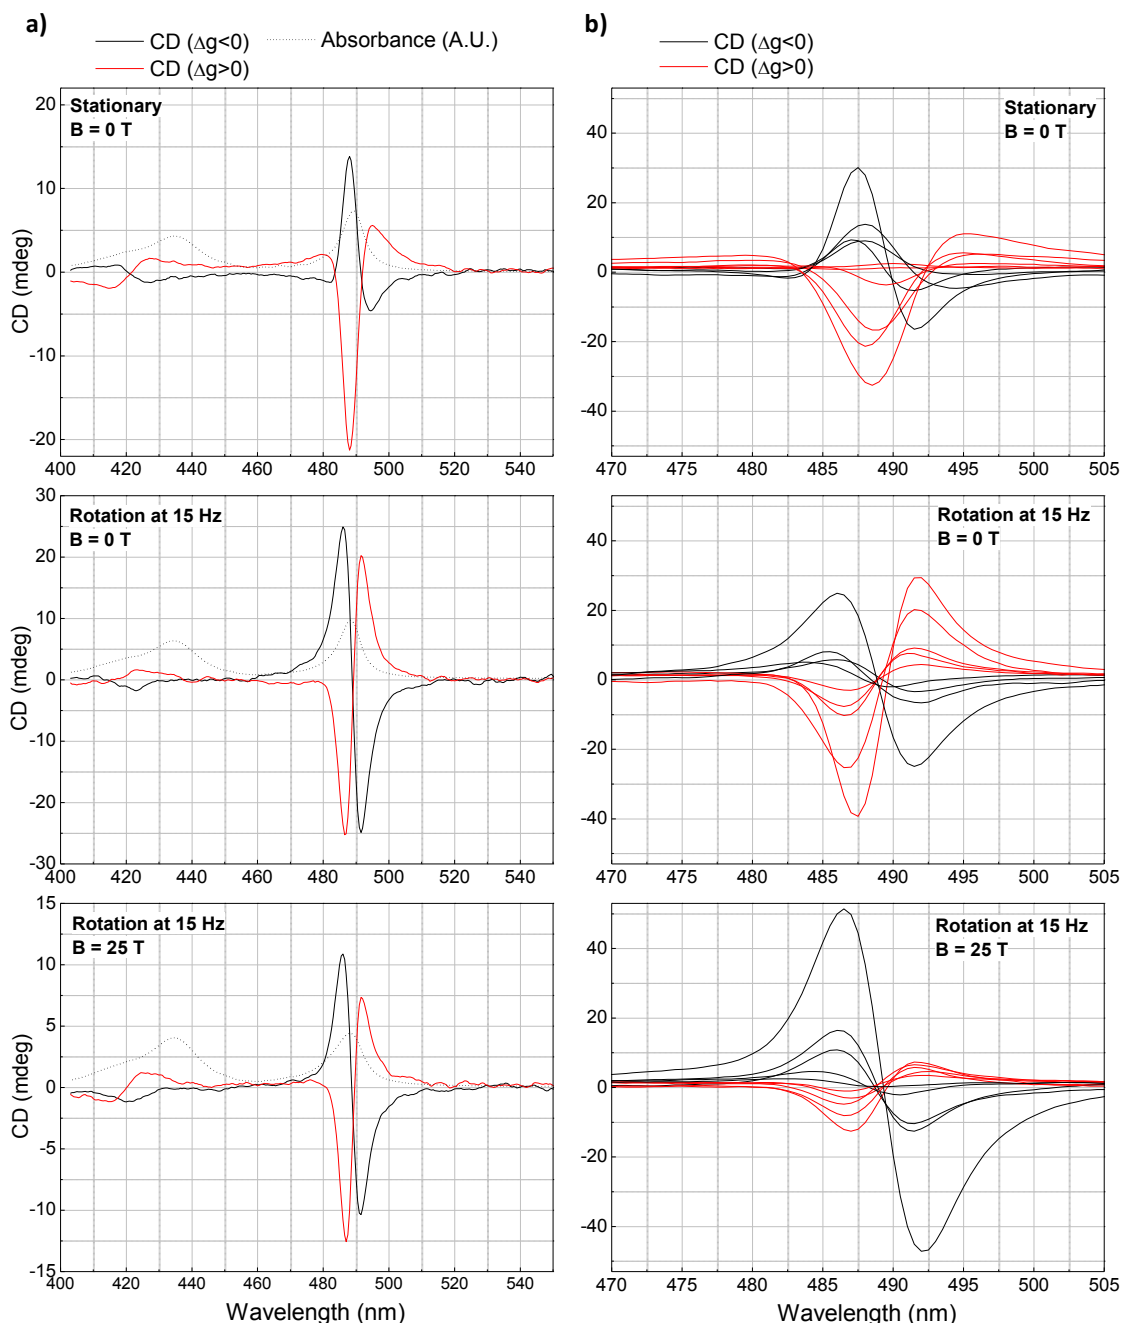 a)
CD (Δg<0) Absorbance (A.U.)
CD (Δg>0)
Stationary
B = 0 T
20
10
0
-10
-20
400 420 440 460 480 500 520 540
Rotation at 15 Hz
B = 0 T
30
20
10
0
-10
-20
-30
400 420 440 460 480 500 520 540
Rotation at 15 Hz
B = 25 T
15
10
5
0
-5
-10
-15
400 420 440 460 480 500 520 540
CD (mdeg)
CD (mdeg)
CD (mdeg)
Wavelength (nm)
b)
CD (Δg<0)
CD (Δg>0)
Stationary
B = 0 T
40
20
0
-20
-40
470 475 480 485 490 495 500 505
Rotation at 15 Hz
B = 0 T
40
20
0
-20
-40
470 475 480 485 490 495 500 505
Rotation at 15 Hz
B = 25 T
40
20
0
-20
-40
470 475 480 485 490 495 500 505
Wavelength (nm)